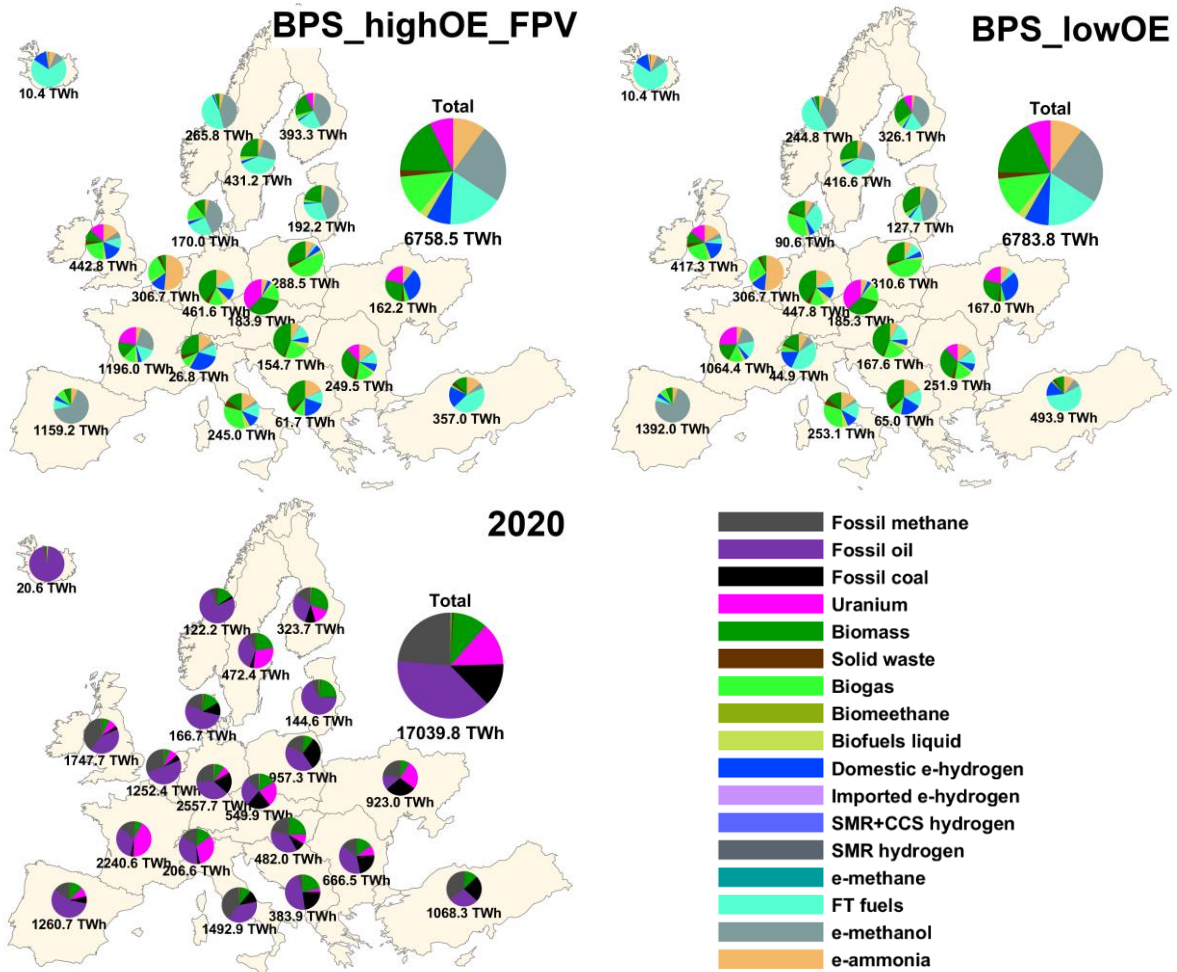 BPS_highOE_FPV
10.4 TWh
265.8 TWh
393.3 TWh
Total
431.2 TWh
192.2 TWh
170.0 TWh
6758.5 TWh
442.8 TWh
288.5 TWh
306.7 TWh
461.6 TWh
183.9 TWh
162.2 TWh
1196.0 TWh
26.8 TWh
154.7 TWh
249.5 TWh
1159.2 TWh
245.0 TWh
61.7 TWh
357.0 TWh
BPS_lowOE
10.4 TWh
244.8 TWh
326.1 TWh
Total
416.6 TWh
127.7 TWh
90.6 TWh
6783.8 TWh
417.3 TWh
310.6 TWh
306.7 TWh
447.8 TWh
185.3 TWh
167.0 TWh
1064.4 TWh
44.9 TWh
167.6 TWh
251.9 TWh
1392.0 TWh
253.1 TWh
65.0 TWh
493.9 TWh
2020
20.6 TWh
122.2 TWh
323.7 TWh
Total
472.4 TWh
144.6 TWh
166.7 TWh
17039.8 TWh
1747.7 TWh
957.3 TWh
1252.4 TWh
2557.7 TWh
549.9 TWh
923.0 TWh
2240.6 TWh
206.6 TWh
482.0 TWh
666.5 TWh
1260.7 TWh
1492.9 TWh
383.9 TWh
1068.3 TWh
Fossil methane
Fossil oil
Fossil coal
Uranium
Biomass
Solid waste
Biogas
Biomeethane
Biofuels liquid
Domestic e-hydrogen
Imported e-hydrogen
SMR+CCS hydrogen
SMR hydrogen
e-methane
FT fuels
e-methanol
e-ammonia